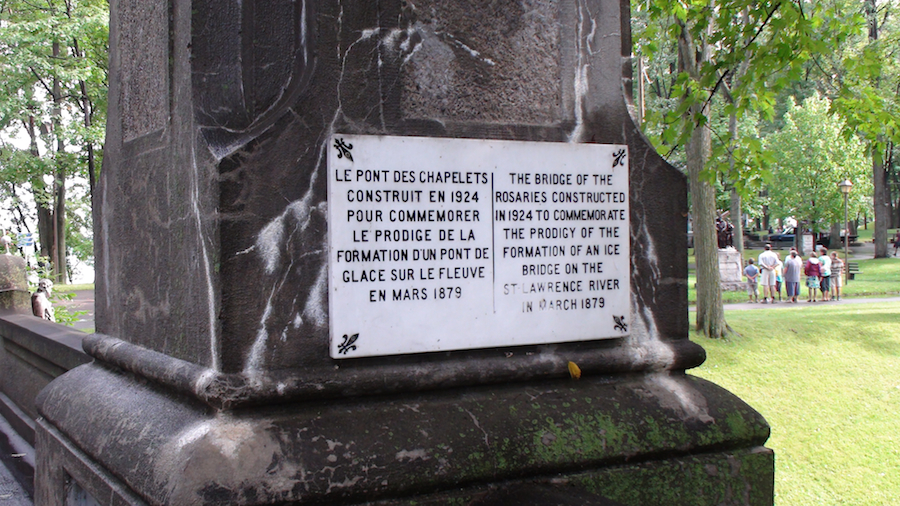 LE PONT DES CHAPELETS
CONSTRUIT EN 1924
POUR COMMEMORER
LE PRODIGE DE LA
FORMATION D'UN PONT DE
GLACE SUR LE FLEUVE
EN MARS 1879
THE BRIDGE OF THE
ROSARIES CONSTRUCTED
IN 1924 TO COMMEMORATE
THE PRODIGY OF THE
FORMATION OF AN ICE
BRIDGE ON THE
ST-LAWRENCE RIVER
IN MARCH 1879